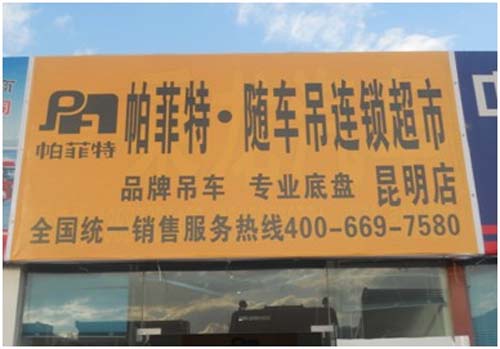 帕菲特·随车吊连锁超市
帕菲特
品牌吊车 专业底盘 昆明店
全国统一销售服务热线400-669-7580